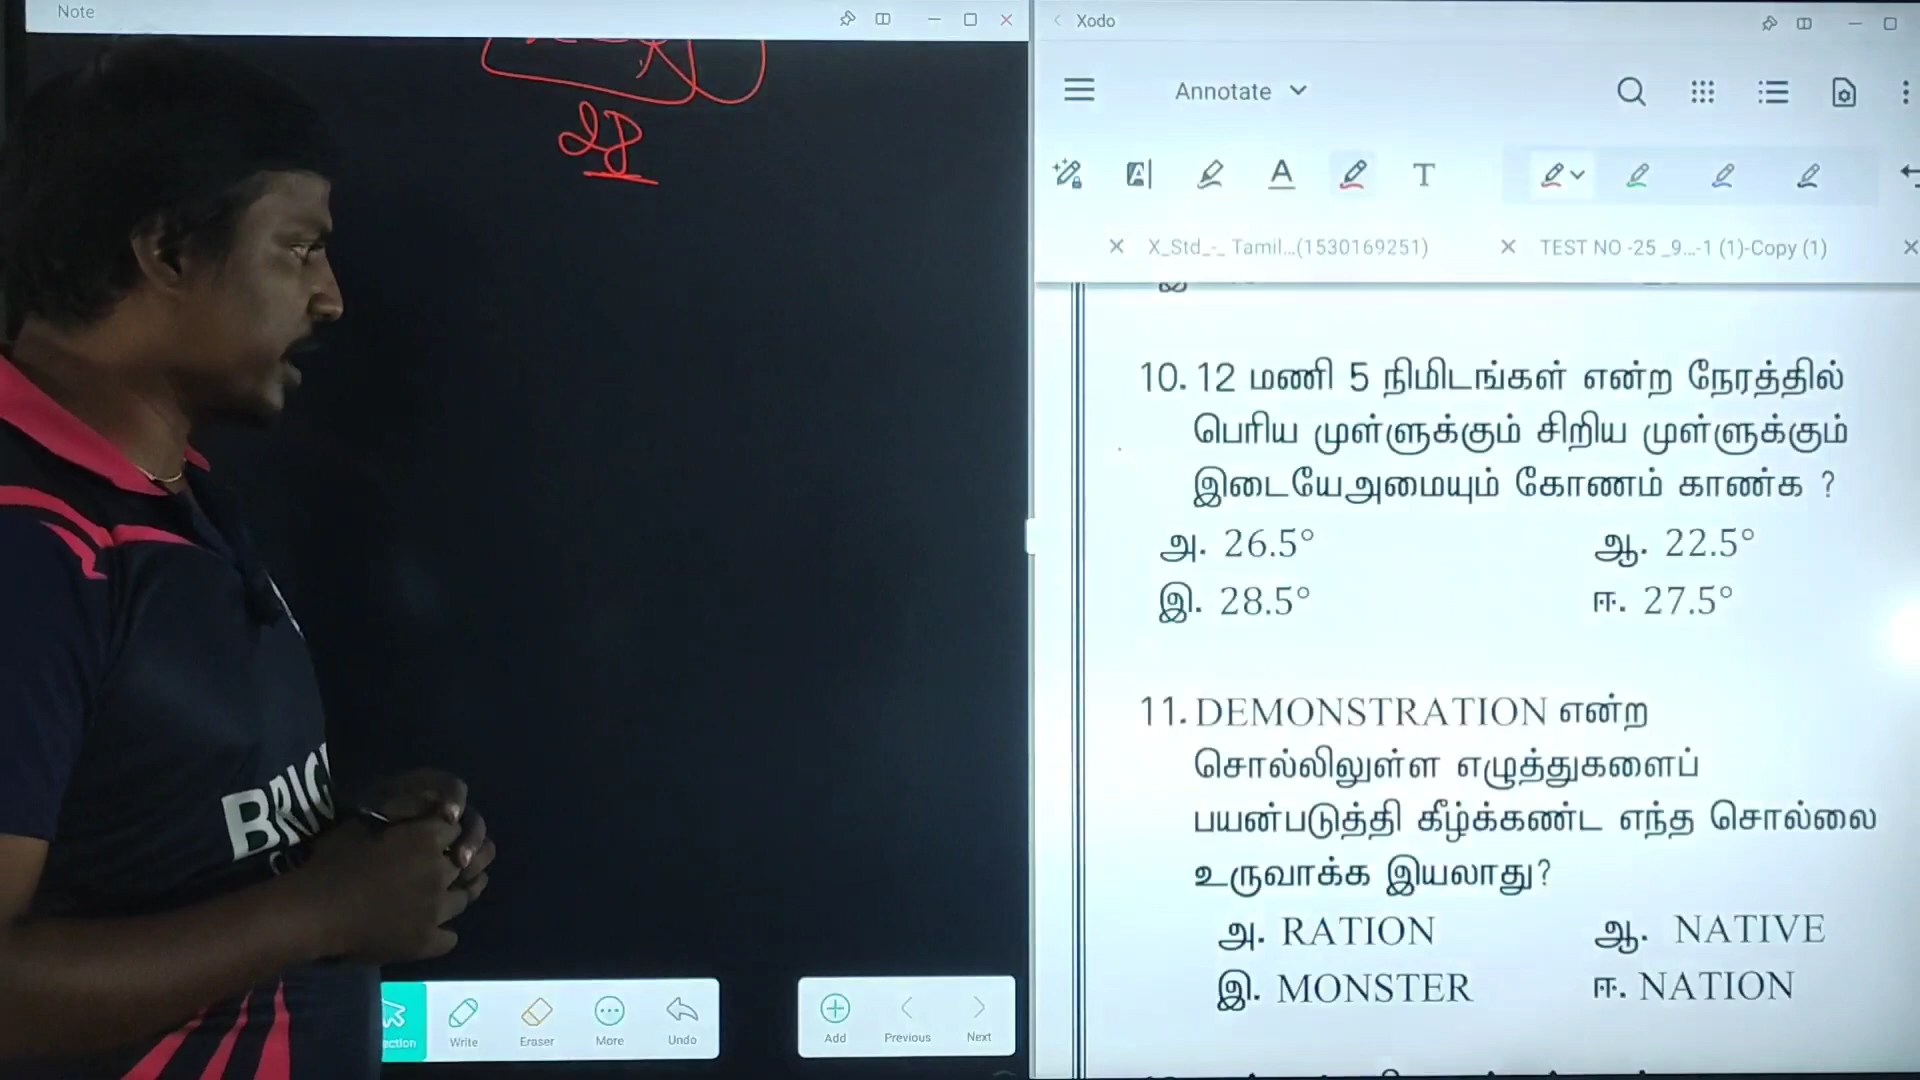 Note
28
Xodo
Annotate
T
X_Std_-_ Tamil...(1530169251)
TEST NO -25 _9...-1 (1)-Copy (1)
10. 12 மணி 5 நிமிடங்கள் என்ற நேரத்தில்
பெரிய முள்ளுக்கும் சிறிய முள்ளுக்கும்
இடையேஅமையும் கோணம் காண்க ?
அ. 26.5°
ஆ. 22.5°
இ. 28.5°
ஈ. 27.5°
11. DEMONSTRATION என்ற
சொல்லிலுள்ள எழுத்துகளைப்
பயன்படுத்தி கீழ்க்கண்ட எந்த சொல்லை
உருவாக்க இயலாது?
அ. RATION
ஆ. NATIVE
இ. MONSTER
ஈ. NATION
Write
Eraser
More
Undo
Add
Previous
Next